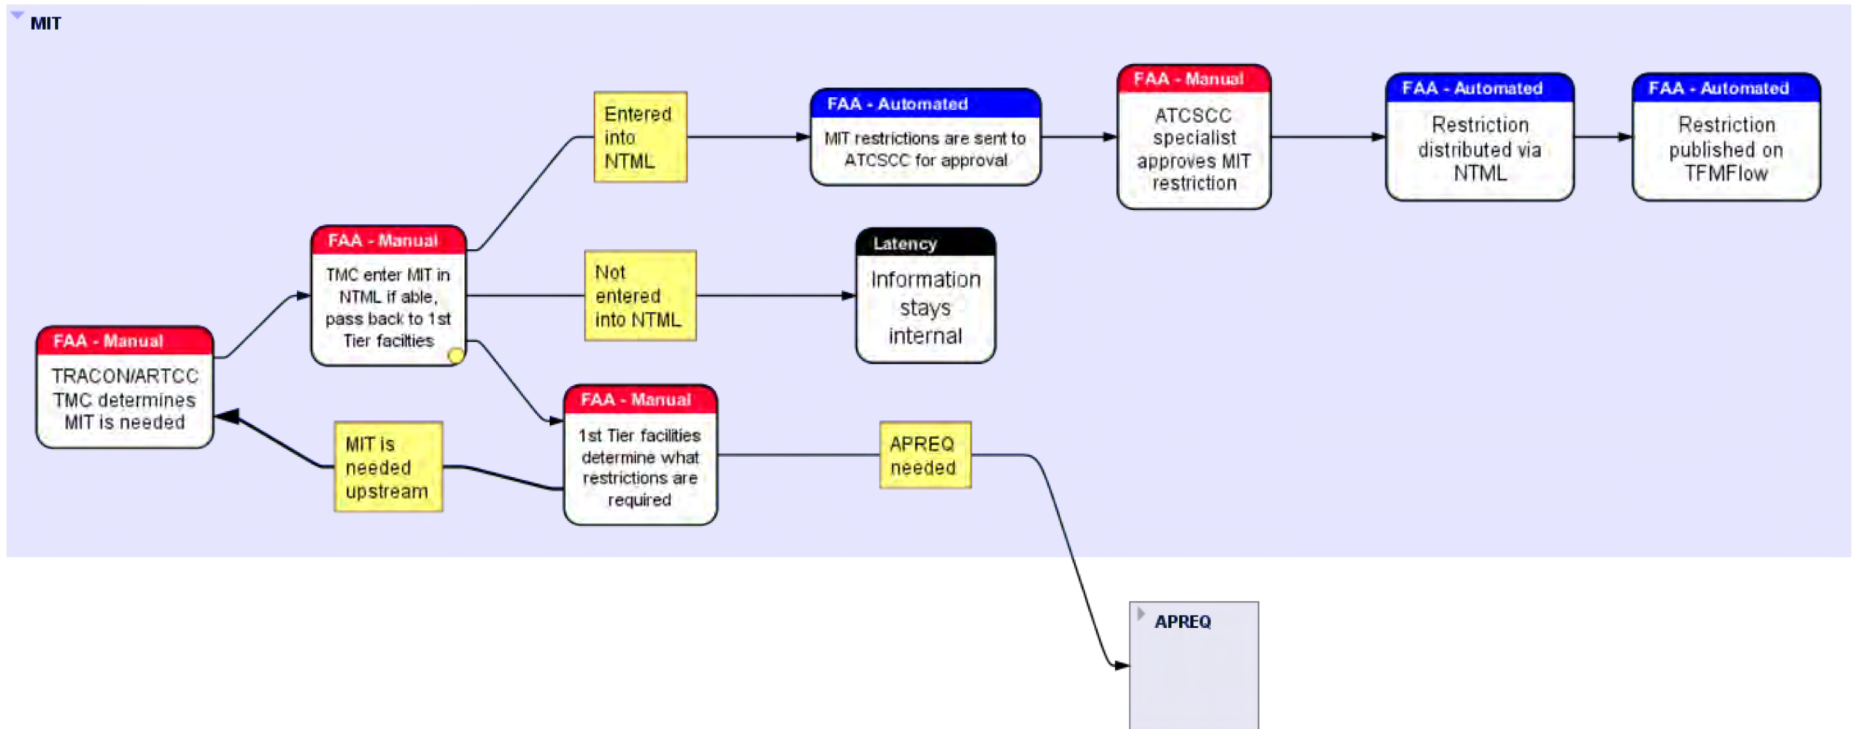 MIT
FAA - Manual
TRACON/ARTCC
TMC determines
MIT is needed
FAA - Manual
TMC enter MIT in
NTML if able,
pass back to 1st
Tier facilties
Entered
into
NTML
FAA - Automated
MIT restrictions are sent to
ATCSCC for approval
FAA - Manual
ATCSCC
specialist
approves MIT
restriction
FAA - Automated
Restriction
distributed via
NTML
FAA - Automated
Restriction
published on
TFMFlow
Not
entered
into NTML
Latency
Information
stays
internal
FAA - Manual
1st Tier facilities
determine what
restrictions are
required
MIT is
needed
upstream
APREQ
needed
APREQ